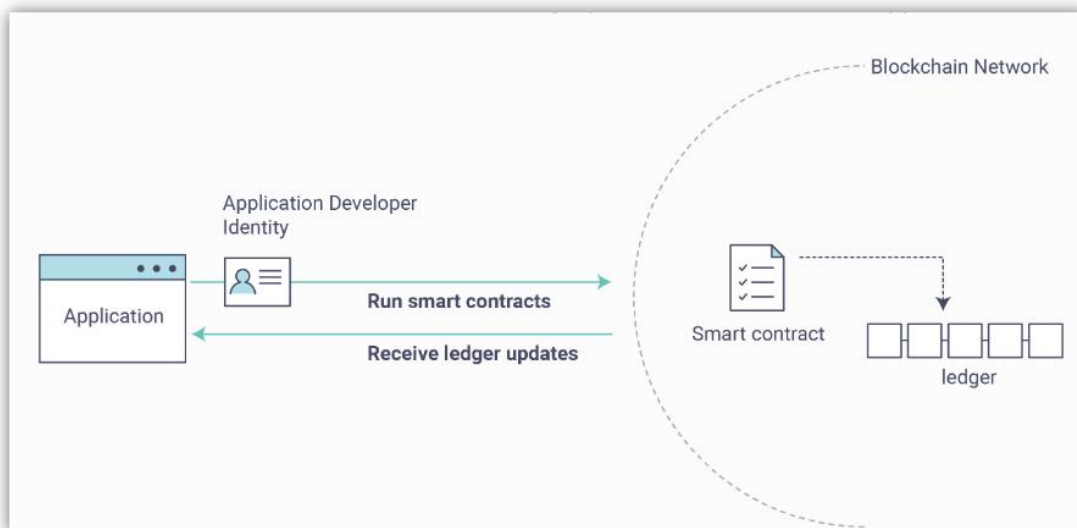 Blockchain Network
Application Developer
Identity
Application
Run smart contracts
Receive ledger updates
Smart contract
ledger